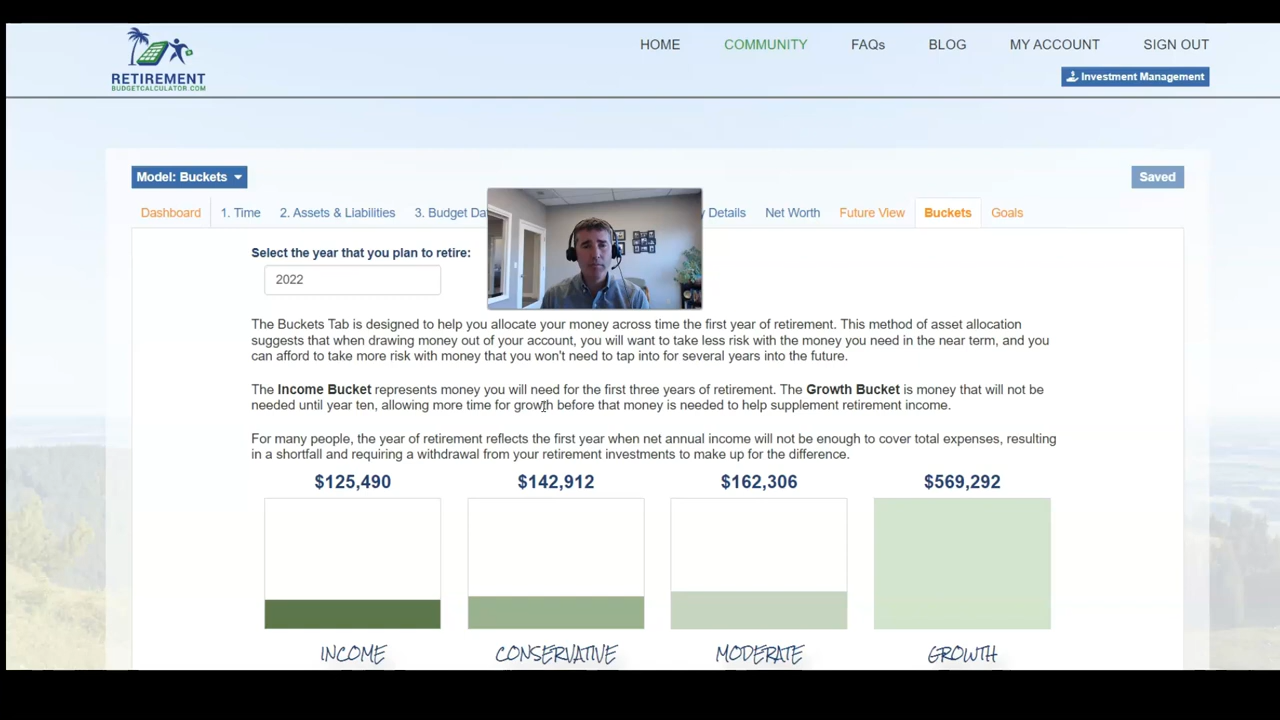 RETIREMENT
BUDGETCALCULATOR.COM
HOME COMMUNITY FAQs BLOG MY ACCOUNT SIGN OUT
Investment Management
Model: Buckets
Saved
Dashboard 1. Time 2. Assets & Liabilities 3. Budget Details Net Worth Future View Buckets Goals
Select the year that you plan to retire:
2022
The Buckets Tab is designed to help you allocate your money across time the first year of retirement. This method of asset allocation
suggests that when drawing money out of your account, you will want to take less risk with the money you need in the near term, and you
can afford to take more risk with money that you won't need to tap into for several years into the future.
The Income Bucket represents money you will need for the first three years of retirement. The Growth Bucket is money that will not be
needed until year ten, allowing more time for growth before that money is needed to help supplement retirement income.
For many people, the year of retirement reflects the first year when net annual income will not be enough to cover total expenses, resulting
in a shortfall and requiring a withdrawal from your retirement investments to make up for the difference.
$125,490 $142,912 $162,306 $569,292
INCOME CONSERVATIVE MODERATE GROWTH